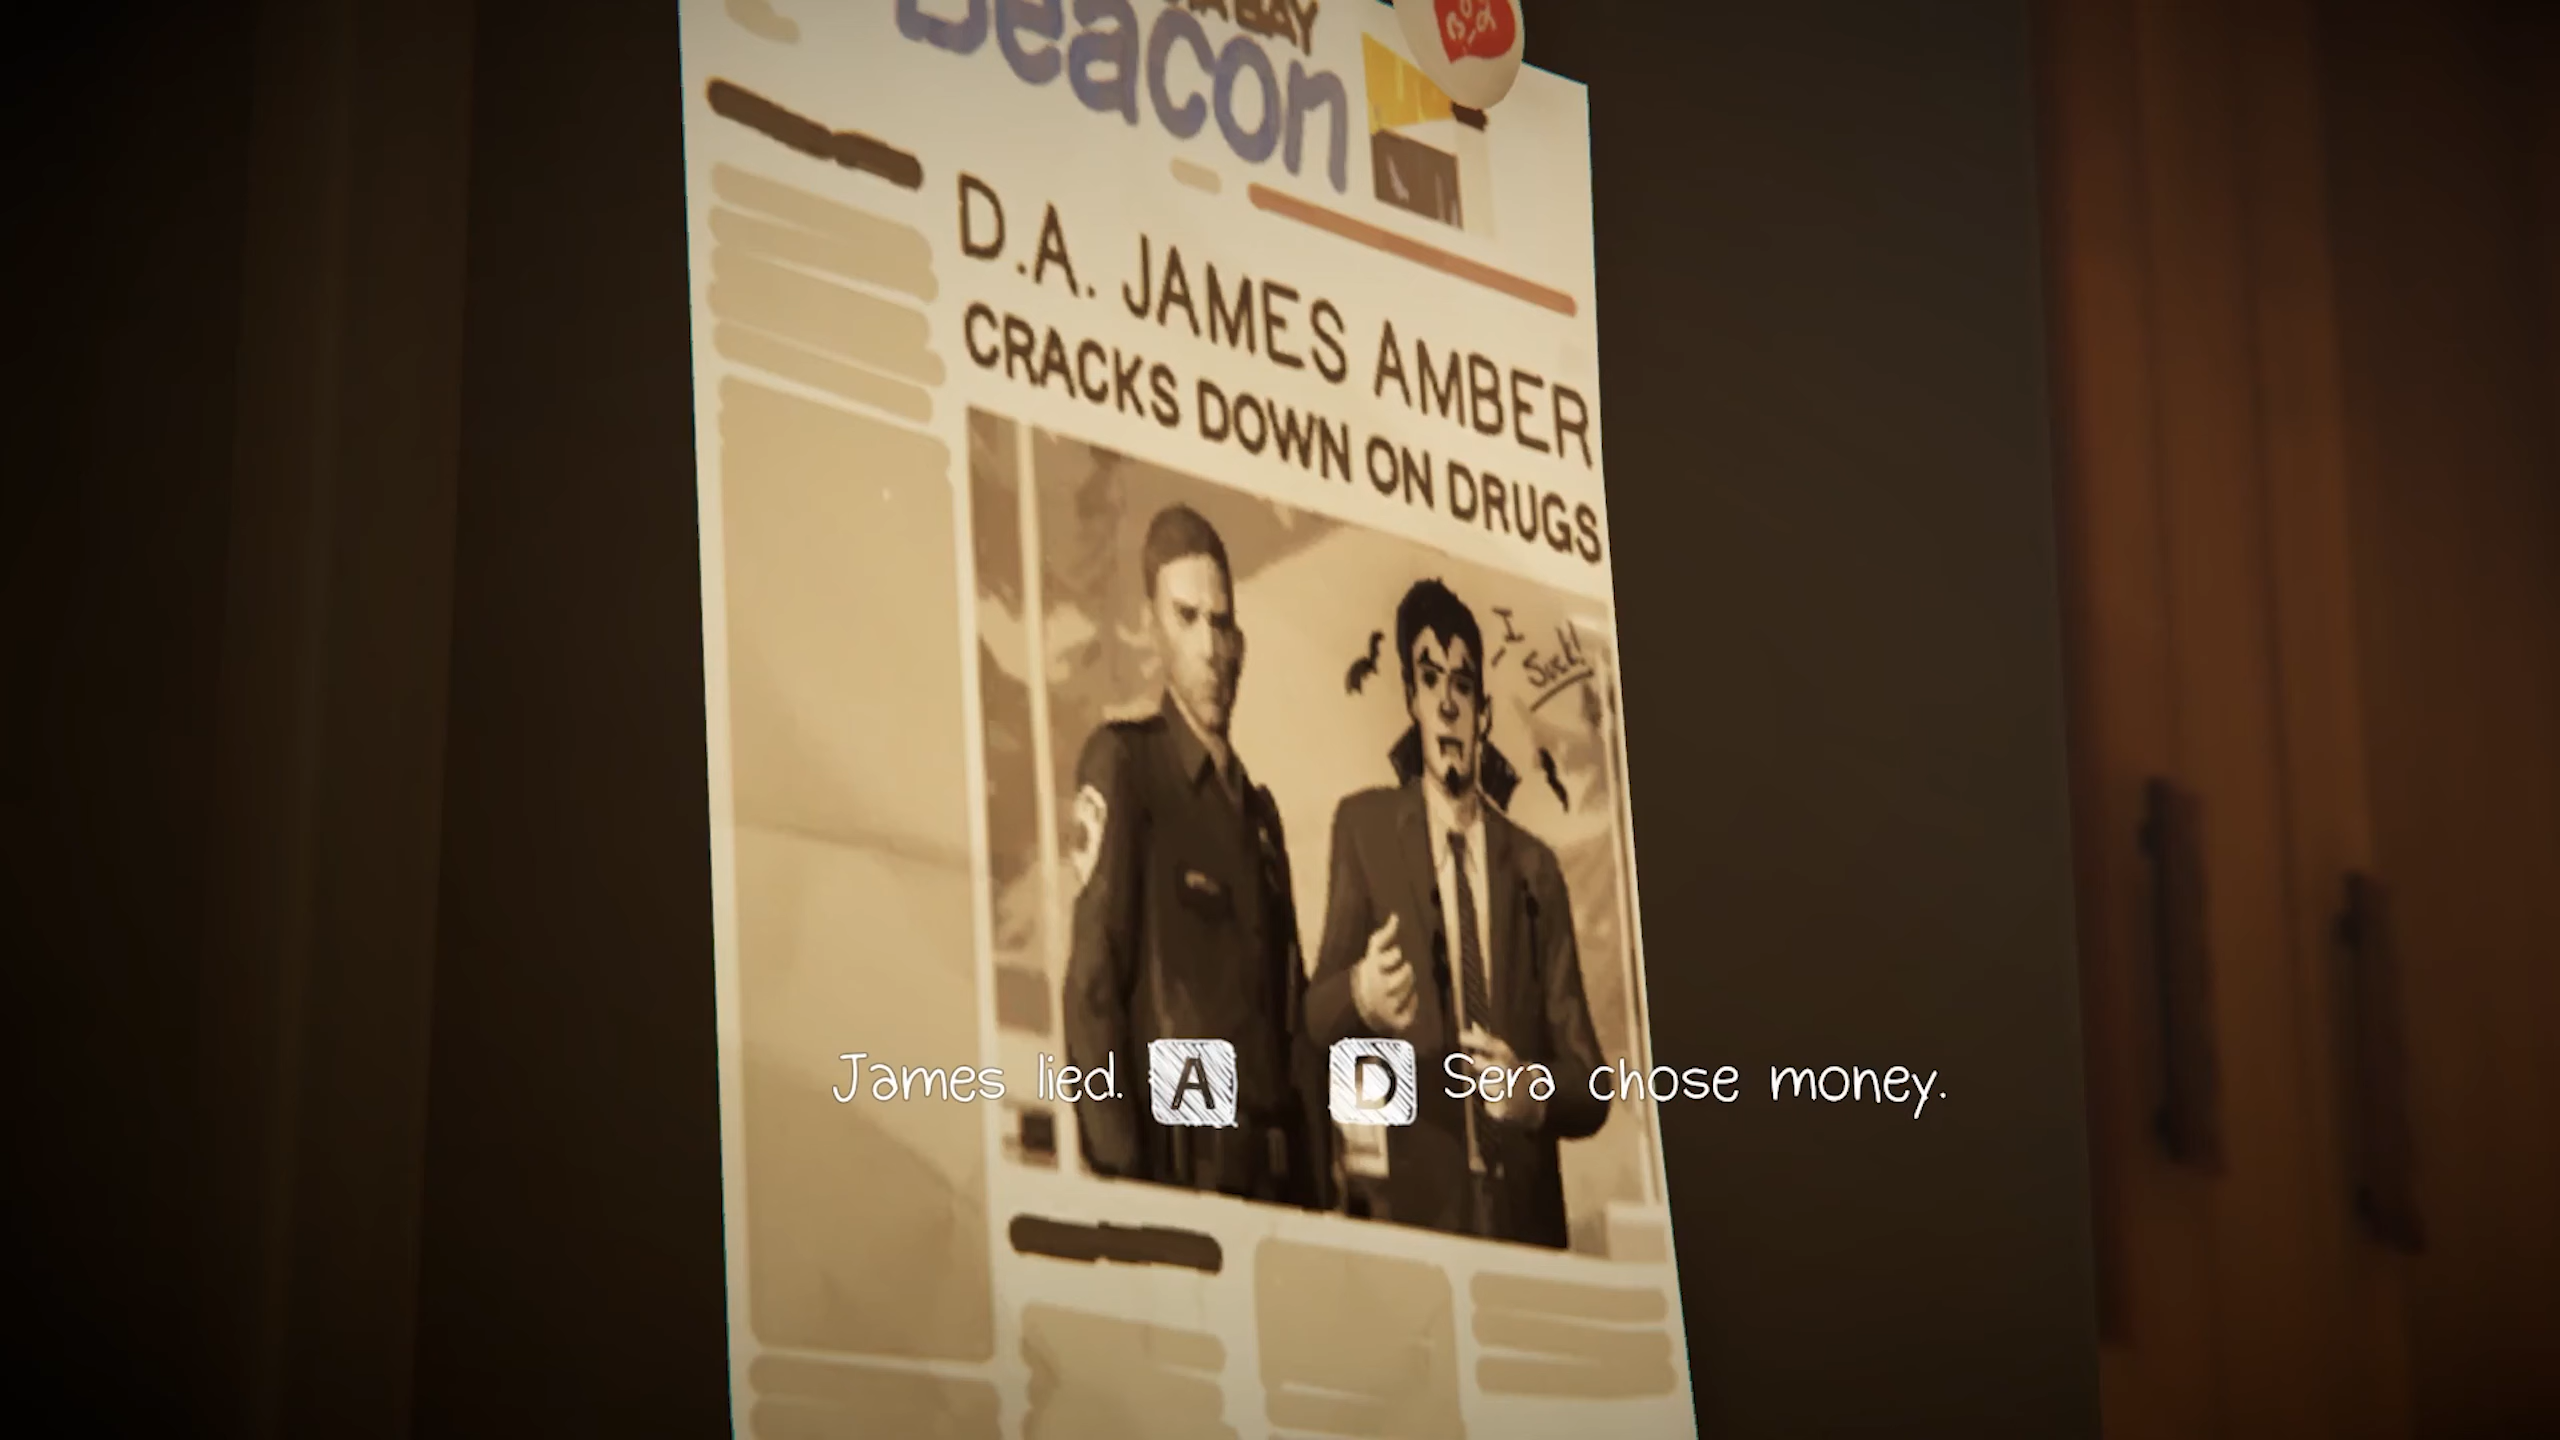 Beacon
D.A. JAMES AMBER
CRACKS DOWN ON DRUGS
I
Suck!
James lied. A
D Sera chose money.